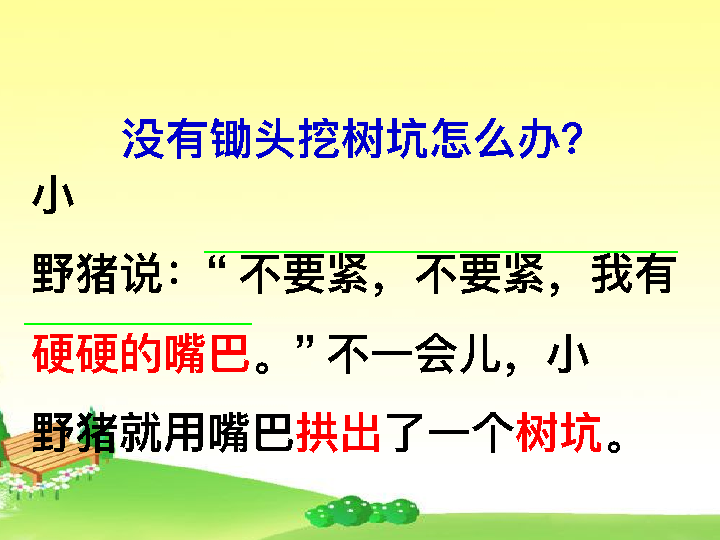 没有锄头挖树坑怎么办?
小
野猪说：“不要紧，不要紧，我有
硬硬的嘴巴。”不一会儿，小
野猪就用嘴巴拱出了一个树坑。